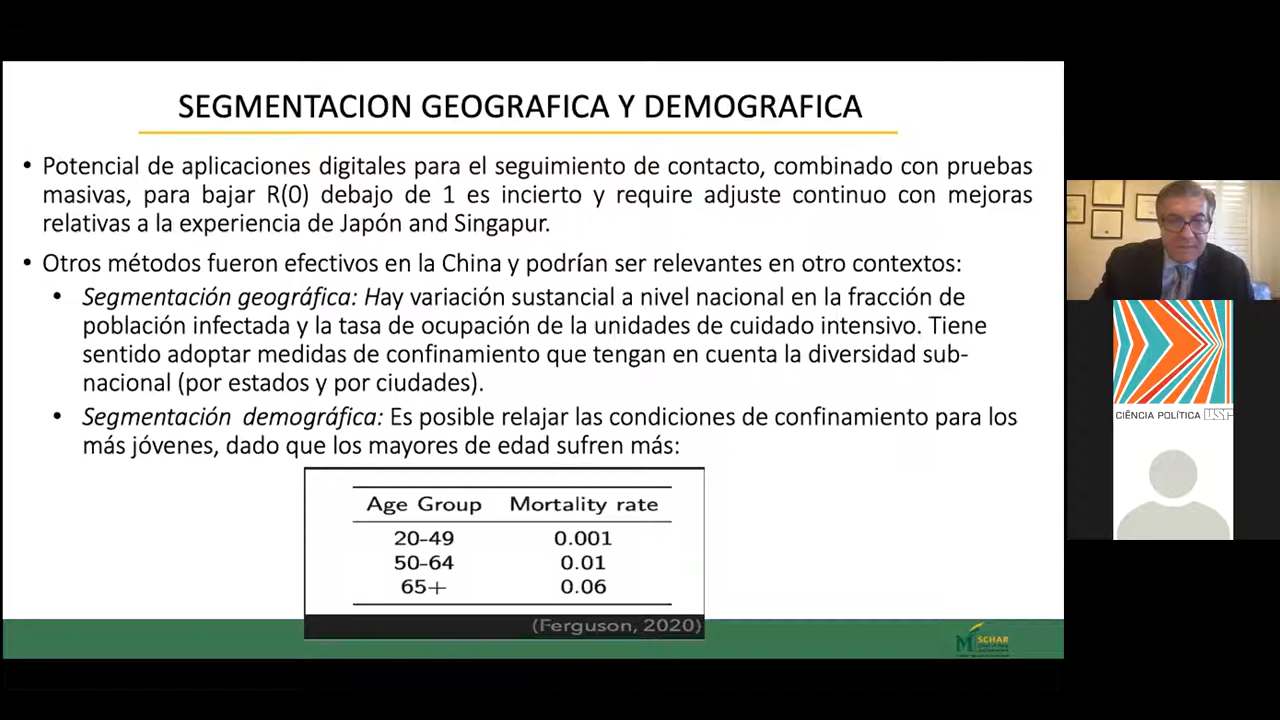 SEGMENTACION GEOGRAFICA Y DEMOGRAFICA
• Potencial de aplicaciones digitales para el seguimiento de contacto, combinado con pruebas
masivas, para bajar R(0) debajo de 1 es incierto y require adjuste continuo con mejoras
relativas a la experiencia de Japón and Singapur.
• Otros métodos fueron efectivos en la China y podrían ser relevantes en otro contextos:
• Segmentación geográfica: Hay variación sustancial a nivel nacional en la fracción de
población infectada y la tasa de ocupación de la unidades de cuidado intensivo. Tiene
sentido adoptar medidas de confinamiento que tengan en cuenta la diversidad sub-
nacional (por estados y por ciudades).
• Segmentación demográfica: Es posible relajar las condiciones de confinamiento para los
más jóvenes, dado que los mayores de edad sufren más:
Age Group Mortality rate
20-49 0.001
50-64 0.01
65+ 0.06
(Ferguson, 2020)
M SCHAR
CIÊNCIA POLÍTICA USP